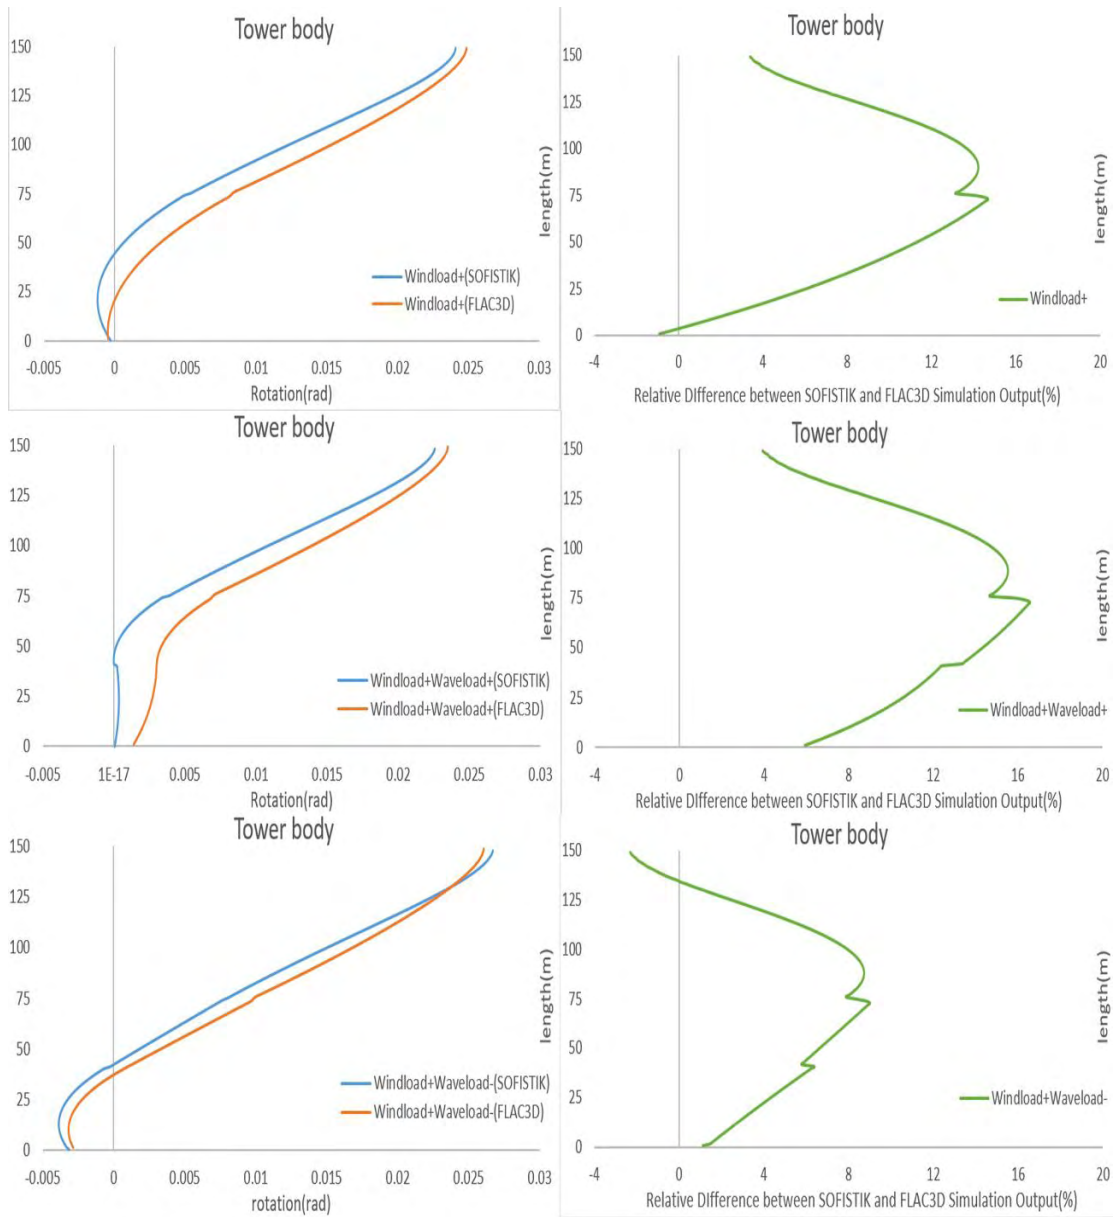 Tower body
150
125
100
75
50
25
0
-0.005 0 0.005 0.01 0.015 0.02 0.025 0.03
Rotation(rad)
length(m)
Windload+(SOFISTIK)
Windload+(FLAC3D)
Tower body
150
125
100
75
50
25
0
-4 0 4 8 12 16 20
Relative DIfference between SOFISTIK and FLAC3D Simulation Output(%)
length(m)
Windload+
Tower body
150
125
100
75
50
25
0
-0.005 1E-17 0.005 0.01 0.015 0.02 0.025 0.03
Rotation(rad)
length(m)
Windload+Waveload+(SOFISTIK)
Windload+Waveload+(FLAC3D)
Tower body
150
125
100
75
50
25
0
-4 0 4 8 12 16 20
Relative DIfference between SOFISTIK and FLAC3D Simulation Output(%)
length(m)
Windload+Waveload+
Tower body
150
125
100
75
50
25
0
-0.005 0 0.005 0.01 0.015 0.02 0.025 0.03
rotation(rad)
length(m)
Windload+Waveload-(SOFISTIK)
Windload+Waveload-(FLAC3D)
Tower body
150
125
100
75
50
25
0
-4 0 4 8 12 16 20
Relative DIfference between SOFISTIK and FLAC3D Simulation Output(%)
length(m)
Windload+Waveload-